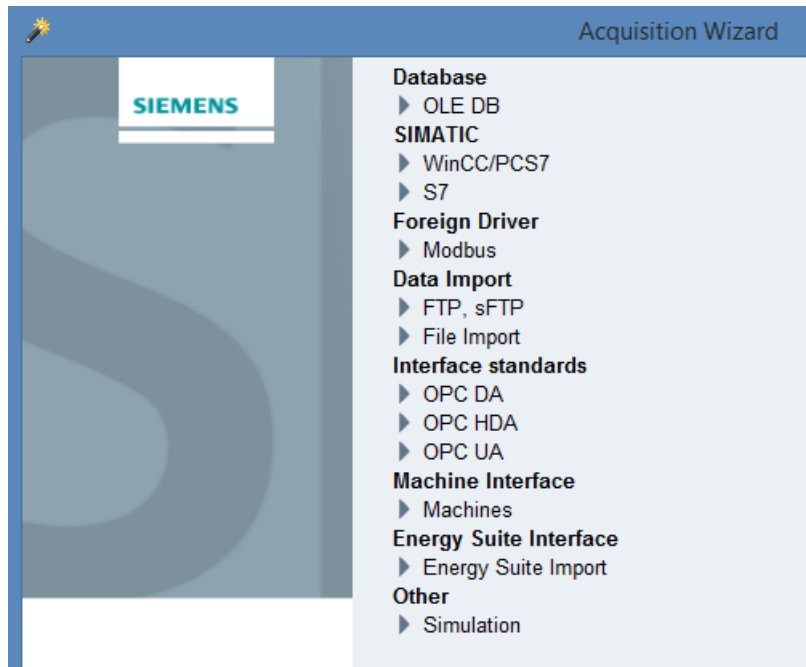 Acquisition Wizard
SIEMENS
Database
OLE DB
SIMATIC
WinCC/PCS7
S7
Foreign Driver
Modbus
Data Import
FTP, sFTP
File Import
Interface standards
OPC DA
OPC HDA
OPC UA
Machine Interface
Machines
Energy Suite Interface
Energy Suite Import
Other
Simulation